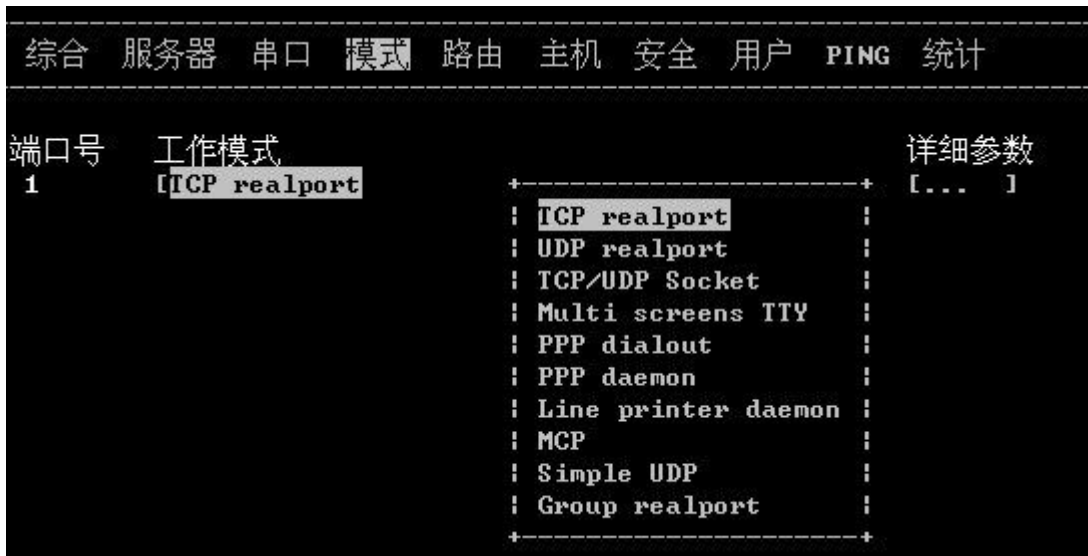 综合 服务器 串口 模式 路由 主机 安全 用户 PING 统计
端口号 工作模式 详细参数
1 [TCP realport [... ]
TCP realport
UDP realport
TCP/UDP Socket
Multi screens TTY
PPP dialout
PPP daemon
Line printer daemon
MCP
Simple UDP
Group realport